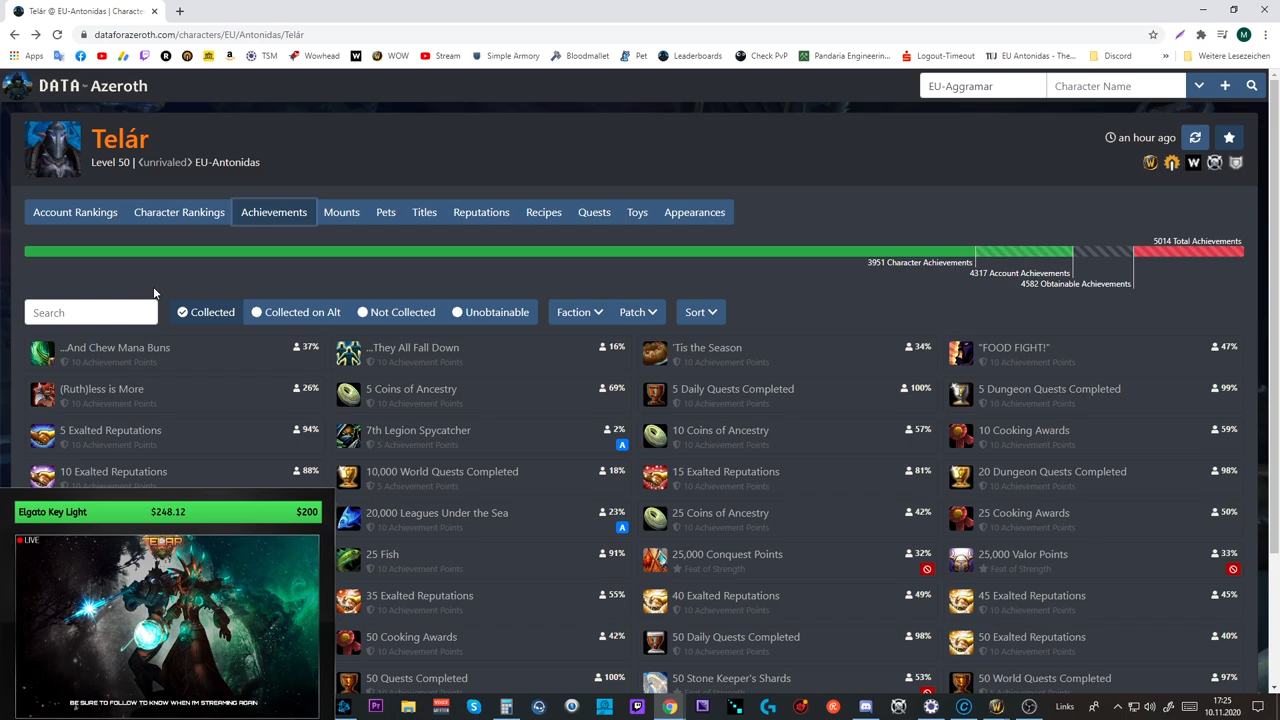 Telár @ EU-Antonidas | Characte
dataforazeroth.com/characters/EU/Antonidas/Telár
Apps
TSM
Wowhead
WOW
Stream
Simple Armory
Bloodmallet
Pet
Leaderboards
Check PvP
Pandaria Engineerin...
Logout-Timeout
EU Antonidas - The...
Discord
Weitere Lesezeichen
DATA for Azeroth
EU-Aggramar
Character Name
Telár
Level 50 | <unrivaled> EU-Antonidas
an hour ago
Account Rankings
Character Rankings
Achievements
Mounts
Pets
Titles
Reputations
Recipes
Quests
Toys
Appearances
5014 Total Achievements
3951 Character Achievements
4317 Account Achievements
4582 Obtainable Achievements
Search
Collected
Collected on Alt
Not Collected
Unobtainable
Faction
Patch
Sort
...And Chew Mana Buns 37%
10 Achievement Points
...They All Fall Down 16%
10 Achievement Points
'Tis the Season 34%
10 Achievement Points
"FOOD FIGHT!" 47%
10 Achievement Points
(Ruth)less is More 26%
10 Achievement Points
5 Coins of Ancestry 69%
10 Achievement Points
5 Daily Quests Completed 100%
10 Achievement Points
5 Dungeon Quests Completed 99%
10 Achievement Points
5 Exalted Reputations 94%
10 Achievement Points
7th Legion Spycatcher 2%
5 Achievement Points A
10 Coins of Ancestry 57%
10 Achievement Points
10 Cooking Awards 59%
10 Achievement Points
10 Exalted Reputations 88%
10,000 World Quests Completed 18%
5 Achievement Points
15 Exalted Reputations 81%
10 Achievement Points
20 Dungeon Quests Completed 98%
10 Achievement Points
20,000 Leagues Under the Sea 23%
10 Achievement Points A
25 Coins of Ancestry 42%
10 Achievement Points
25 Cooking Awards 50%
10 Achievement Points
25 Fish 91%
10 Achievement Points
25,000 Conquest Points 32%
Feat of Strength
25,000 Valor Points 33%
Feat of Strength
35 Exalted Reputations 55%
10 Achievement Points
40 Exalted Reputations 49%
10 Achievement Points
45 Exalted Reputations 45%
10 Achievement Points
50 Cooking Awards 42%
10 Achievement Points
50 Daily Quests Completed 98%
10 Achievement Points
50 Exalted Reputations 40%
10 Achievement Points
50 Quests Completed 100%
50 Stone Keeper's Shards 53%
50 World Quests Completed 97%
Elgato Key Light $248.12 $200
LIVE
TELAR
BE SURE TO FOLLOW TO KNOW WHEN I'M STREAMING AGAIN
Links
17:25
10.11.2020